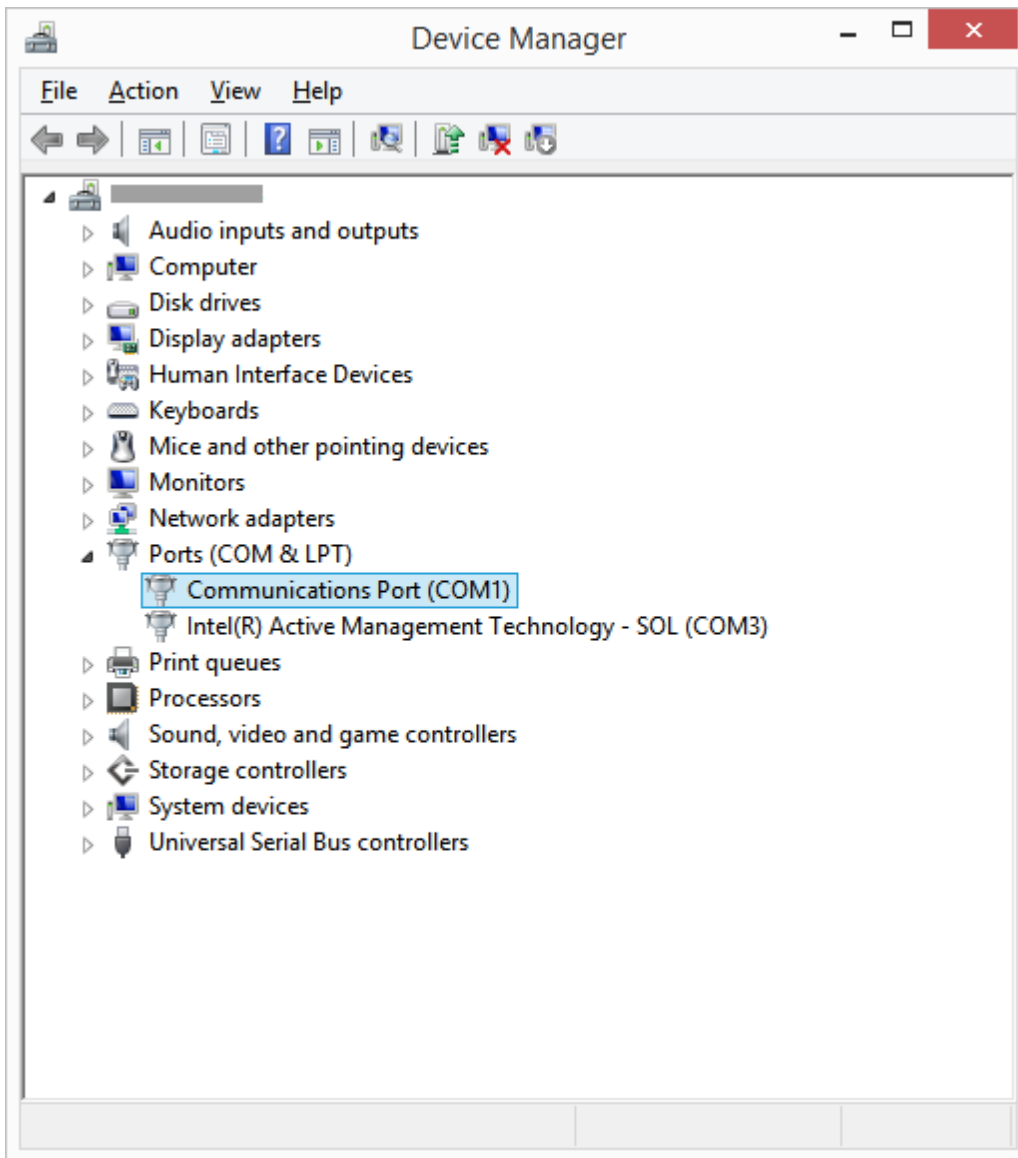 Device Manager
File Action View Help
Audio inputs and outputs
Computer
Disk drives
Display adapters
Human Interface Devices
Keyboards
Mice and other pointing devices
Monitors
Network adapters
Ports (COM & LPT)
Communications Port (COM1)
Intel(R) Active Management Technology - SOL (COM3)
Print queues
Processors
Sound, video and game controllers
Storage controllers
System devices
Universal Serial Bus controllers